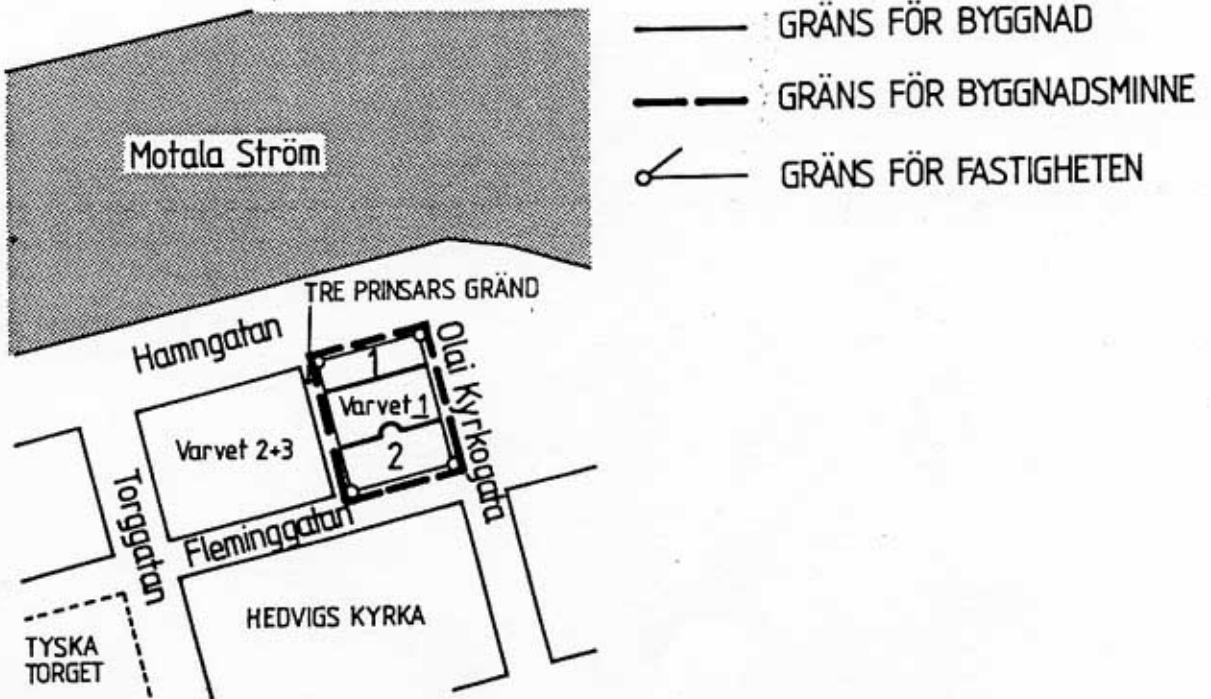 GRÄNS FÖR BYGGNAD
GRÄNS FÖR BYGGNADSMINNE
GRÄNS FÖR FASTIGHETEN
Motala Ström
TRE PRINSARS GRÄND
Hamngatan
Olai Kyrkogata
1
Varvet 1
2
Varvet 2+3
Torggatan
Fleminggatan
HEDVIGS KYRKA
TYSKA
TORGET